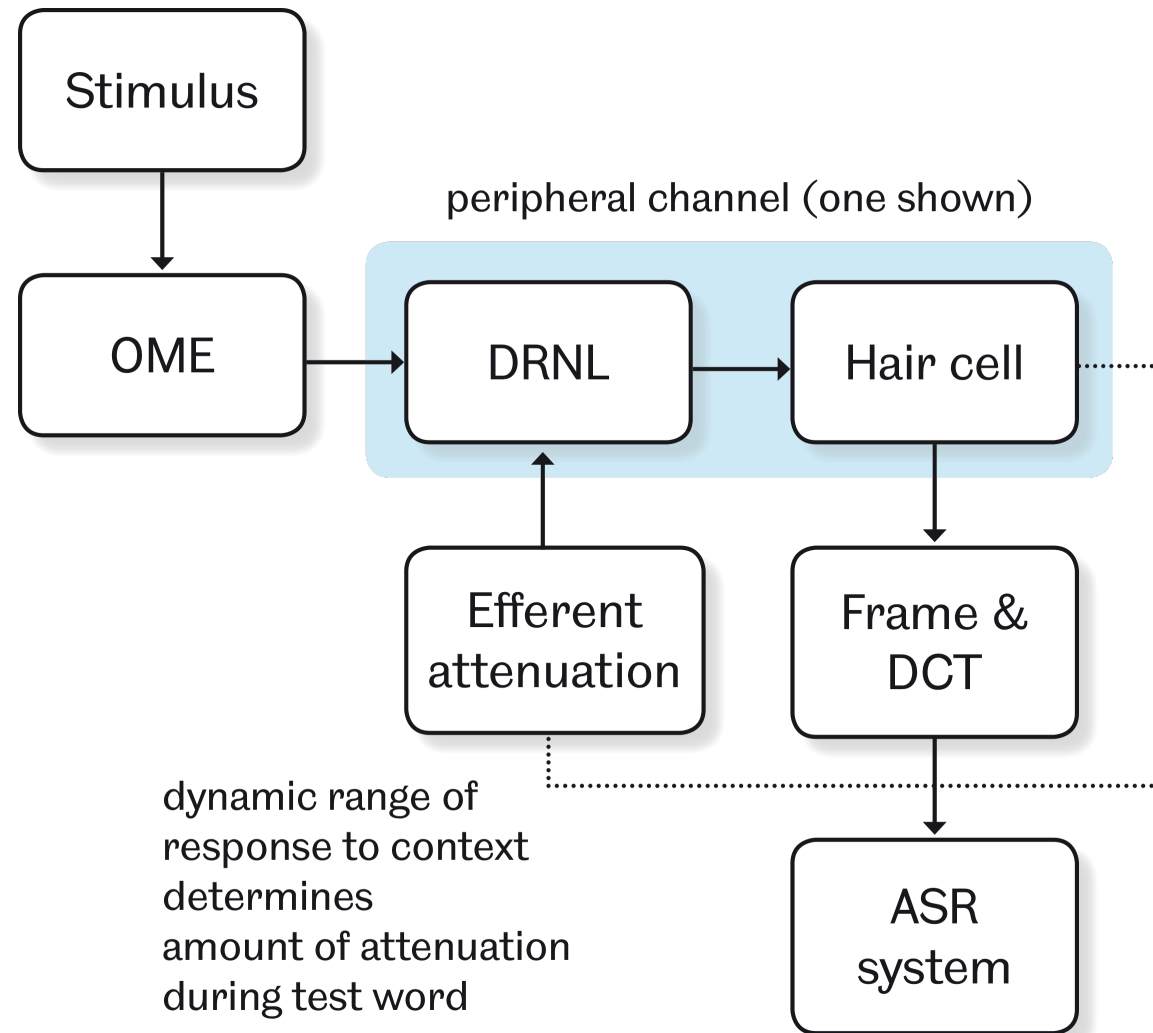 Stimulus
peripheral channel (one shown)
OME
DRNL
Hair cell
Efferent
attenuation
Frame &
DCT
dynamic range of
response to context
determines
amount of attenuation
during test word
ASR
system